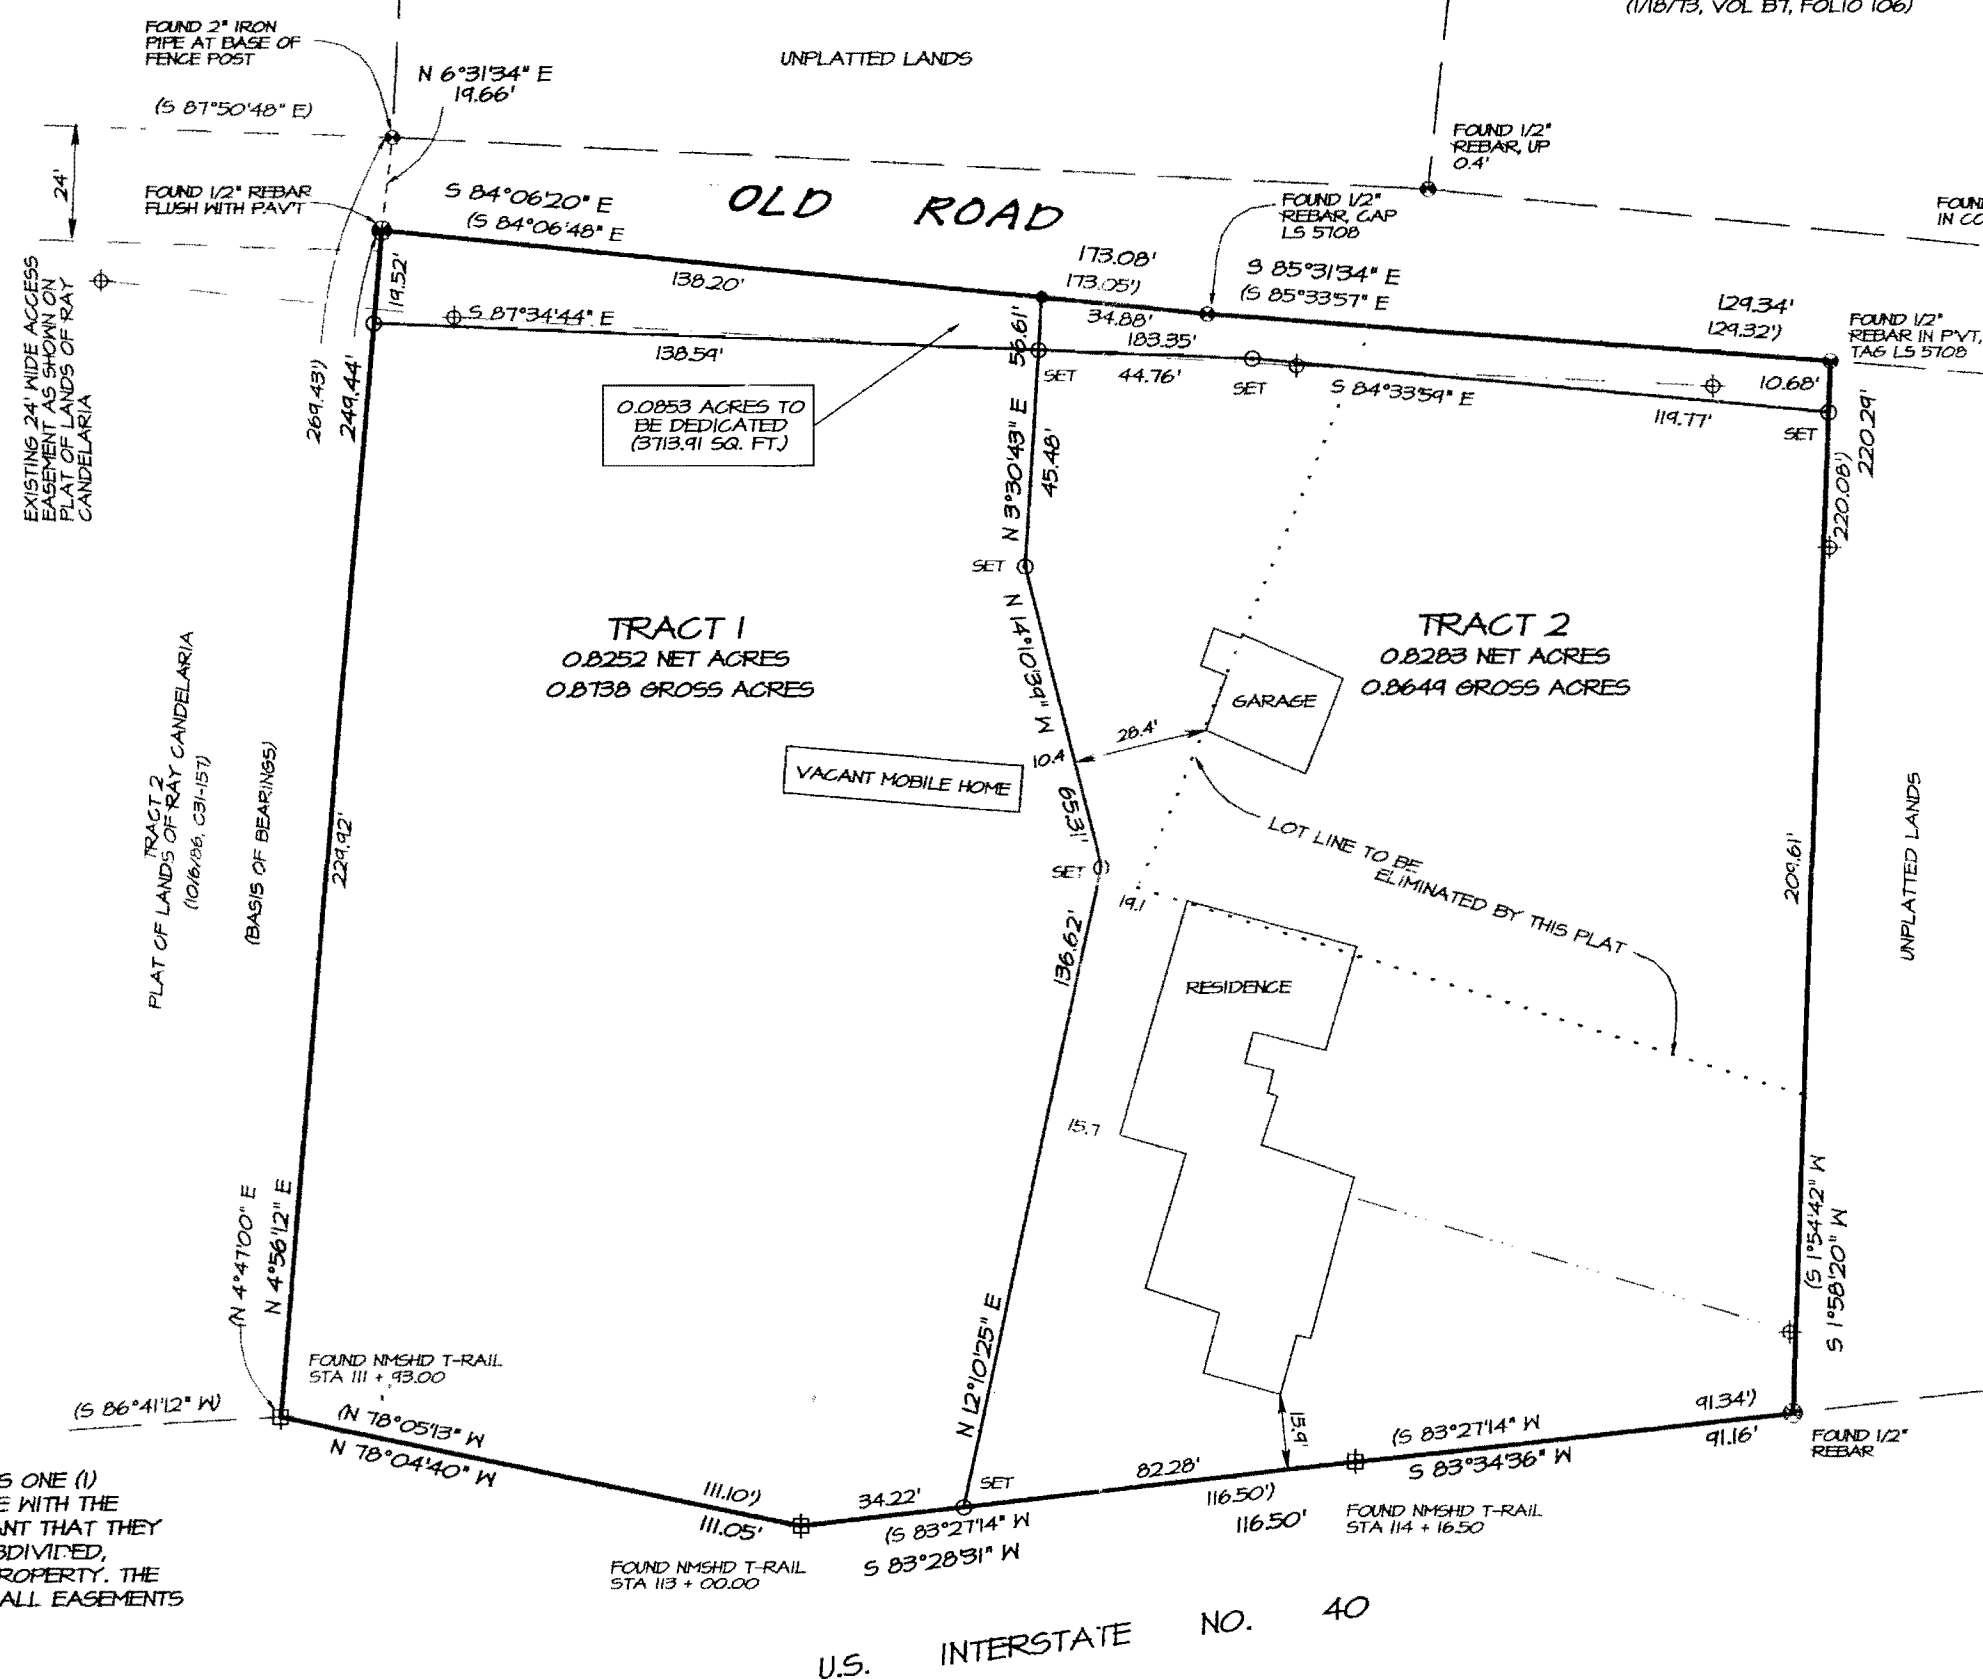 (1/18/73, VOL B7, FOLIO 106)
FOUND 2" IRON
PIPE AT BASE OF
FENCE POST
UNPLATTED LANDS
N 6°31'34" E
19.66'
(S 87°50'48" E)
24'
FOUND 1/2"
REBAR, UP
0.4'
FOUND 1/2" REBAR
FLUSH WITH PAV'T
S 84°06'20" E
(S 84°06'48" E
OLD ROAD
FOUND 1/2"
REBAR, CAP
LS 5708
FOUN
IN CO
EXISTING 24' WIDE ACCESS
EASEMENT AS SHOWN ON
PLAT OF LANDS OF RAY
CANDELARIA
19.52'
138.20'
173.08'
173.05')
34.88'
S 85°31'34" E
(S 85°33'57" E
129.34'
129.32')
FOUND 1/2"
REBAR IN PVT,
TAG LS 5708
S 87°34'44" E
138.59'
56.61'
183.35'
SET
44.76'
SET
S 84°33'59" E
119.77'
10.68'
SET
220.29'
220.08')
269.43')
249.44'
0.0853 ACRES TO
BE DEDICATED
(3713.91 SQ. FT.)
N 3°30'43" E
45.48'
SET
TRACT 1
0.8252 NET ACRES
0.8738 GROSS ACRES
N 14°10'39" W
65.31'
TRACT 2
0.8283 NET ACRES
0.8649 GROSS ACRES
GARAGE
28.4'
10.4
VACANT MOBILE HOME
TRACT 2
PLAT OF LANDS OF RAY CANDELARIA
(10/6/86, C31-157)
(BASIS OF BEARINGS)
229.92'
SET
19.1
LOT LINE TO BE
ELIMINATED BY THIS PLAT
209.61'
UNPLATTED LANDS
136.62'
RESIDENCE
15.7
(N 4°47'00" E
N 4°56'12" E
N 12°10'25" E
(S 1°54'42" W
S 1°58'20" W
FOUND NMSHD T-RAIL
STA 111 + 93.00
(S 86°41'12" W)
(N 78°05'13" W
N 78°04'40" W
111.10')
111.05'
34.22'
SET
(S 83°27'14" W
S 83°28'31" W
82.28'
15.9'
116.50')
116.50'
(S 83°27'14" W
S 83°34'36" W
91.34')
91.16'
FOUND 1/2"
REBAR
FOUND NMSHD T-RAIL
STA 114 + 16.50
FOUND NMSHD T-RAIL
STA 113 + 00.00
S ONE (1)
E WITH THE
ANT THAT THEY
BDIVIDED,
ROPERTY. THE
ALL EASEMENTS
U.S. INTERSTATE NO. 40